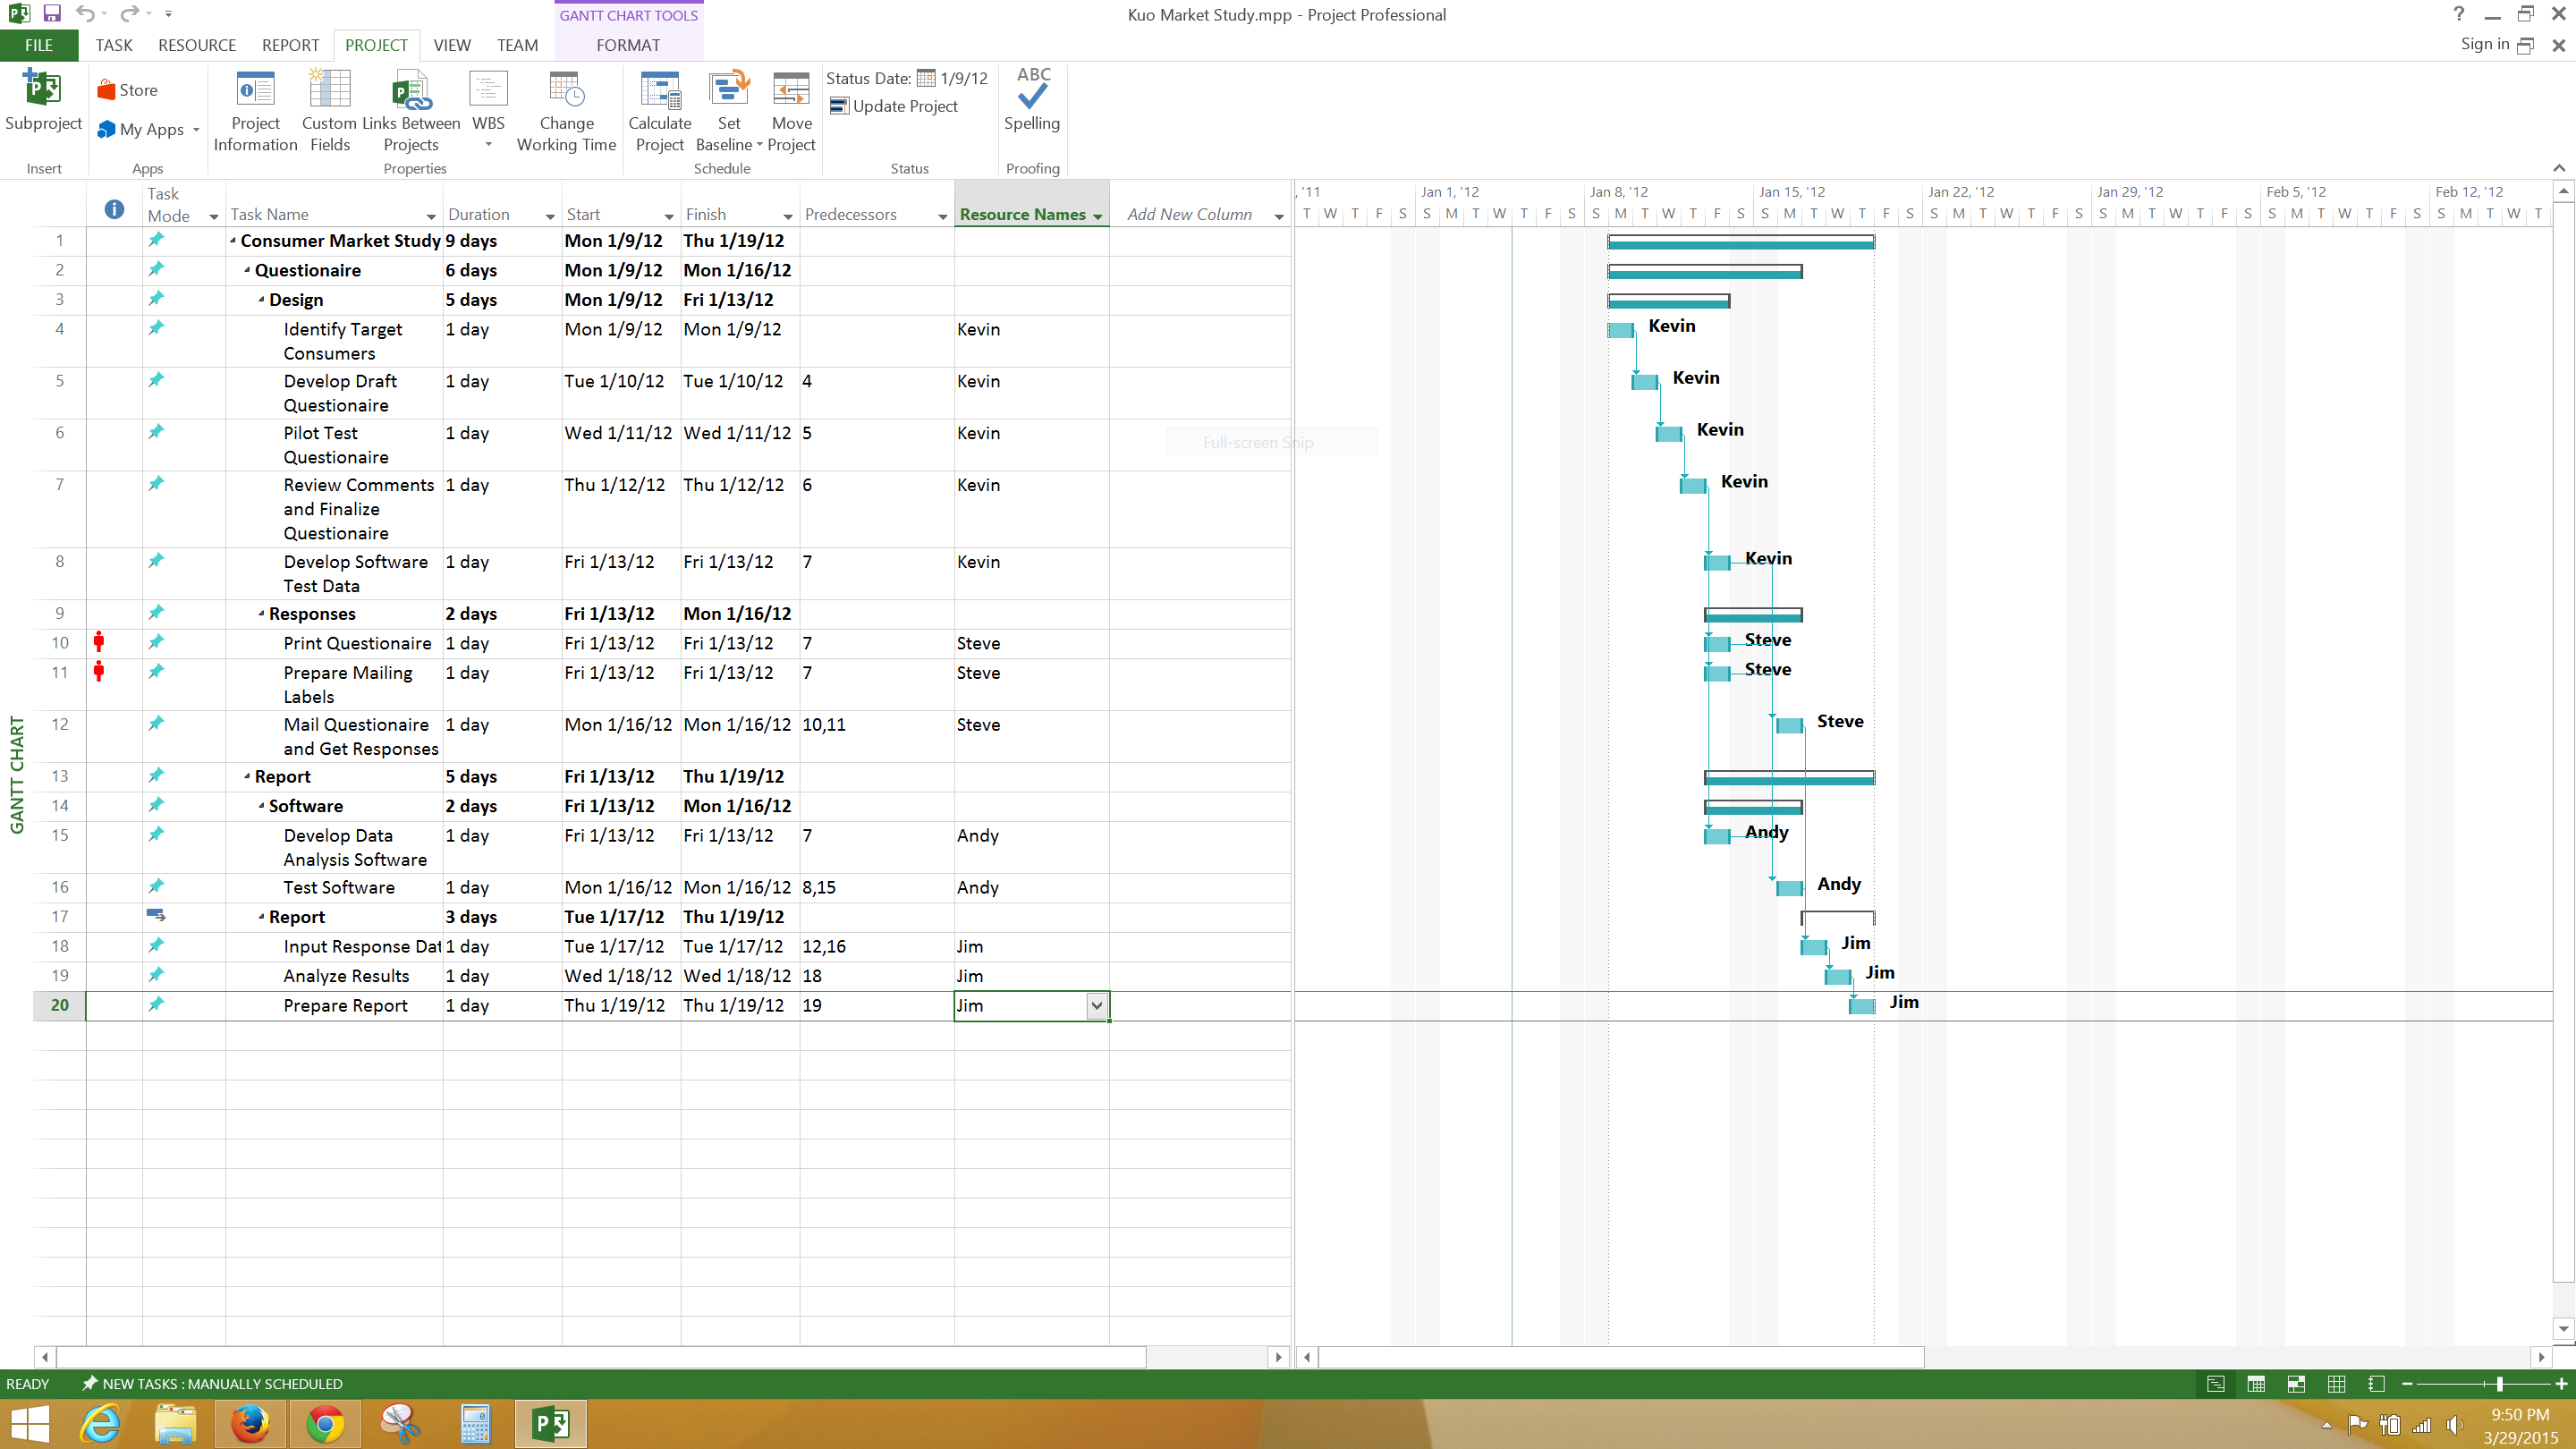 GANTT CHART TOOLS
Kuo Market Study.mpp - Project Professional
?
FILE TASK RESOURCE REPORT PROJECT VIEW TEAM FORMAT
Sign in
Subproject
Store
My Apps
Project Information
Custom Fields
Links Between Projects
WBS
Change Working Time
Calculate Project
Set Baseline
Move Project
Status Date: 1/9/12
Update Project
ABC
Spelling
Insert Apps Properties Schedule Status Proofing
Task Mode Task Name Duration Start Finish Predecessors Resource Names Add New Column
, '11 Jan 1, '12 Jan 8, '12 Jan 15, '12 Jan 22, '12 Jan 29, '12 Feb 5, '12 Feb 12, '12
T W T F S S M T W T F S S M T W T F S S M T W T F S S M T W T F S S M T W T F S S M T W T F S S M T W T
1 Consumer Market Study 9 days Mon 1/9/12 Thu 1/19/12
2 Questionaire 6 days Mon 1/9/12 Mon 1/16/12
3 Design 5 days Mon 1/9/12 Fri 1/13/12
4 Identify Target 1 day Mon 1/9/12 Mon 1/9/12 Kevin Kevin
Consumers
5 Develop Draft 1 day Tue 1/10/12 Tue 1/10/12 4 Kevin Kevin
Questionaire
6 Pilot Test 1 day Wed 1/11/12 Wed 1/11/12 5 Kevin Kevin
Questionaire
Full-screen Snip
7 Review Comments 1 day Thu 1/12/12 Thu 1/12/12 6 Kevin Kevin
and Finalize
Questionaire
8 Develop Software 1 day Fri 1/13/12 Fri 1/13/12 7 Kevin Kevin
Test Data
9 Responses 2 days Fri 1/13/12 Mon 1/16/12
10 Print Questionaire 1 day Fri 1/13/12 Fri 1/13/12 7 Steve Steve
11 Prepare Mailing 1 day Fri 1/13/12 Fri 1/13/12 7 Steve Steve
Labels
12 Mail Questionaire 1 day Mon 1/16/12 Mon 1/16/12 10,11 Steve Steve
and Get Responses
GANTT CHART
13 Report 5 days Fri 1/13/12 Thu 1/19/12
14 Software 2 days Fri 1/13/12 Mon 1/16/12
15 Develop Data 1 day Fri 1/13/12 Fri 1/13/12 7 Andy Andy
Analysis Software
16 Test Software 1 day Mon 1/16/12 Mon 1/16/12 8,15 Andy Andy
17 Report 3 days Tue 1/17/12 Thu 1/19/12
18 Input Response Dat 1 day Tue 1/17/12 Tue 1/17/12 12,16 Jim Jim
19 Analyze Results 1 day Wed 1/18/12 Wed 1/18/12 18 Jim Jim
20 Prepare Report 1 day Thu 1/19/12 Thu 1/19/12 19 Jim Jim
READY NEW TASKS : MANUALLY SCHEDULED
9:50 PM
3/29/2015